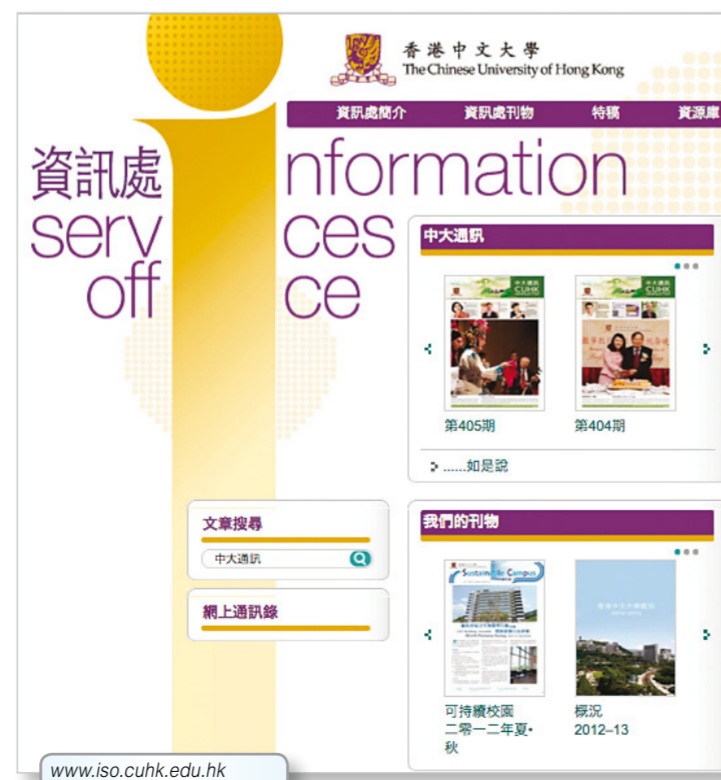 香港中文大學
The Chinese University of Hong Kong
資訊處簡介 資訊處刊物 特稿 資源庫
資訊處 information
services
office
中大通訊
第405期 第404期
......如是說
文章搜尋
中大通訊
網上通訊錄
我們的刊物
Sustainable Campus
可持續校園
二零一二年夏•
秋
概況
2012–13
www.iso.cuhk.edu.hk